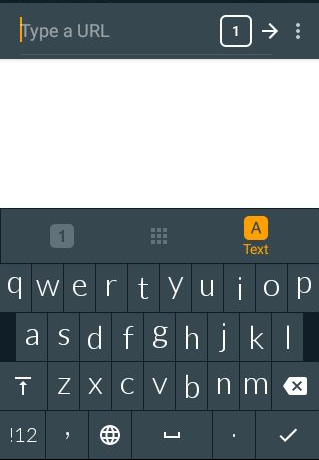 Type a URL
1
1
A
Text
q w e r t y u i o p
a s d f g h j k l
z x c v b n m
!12 , .